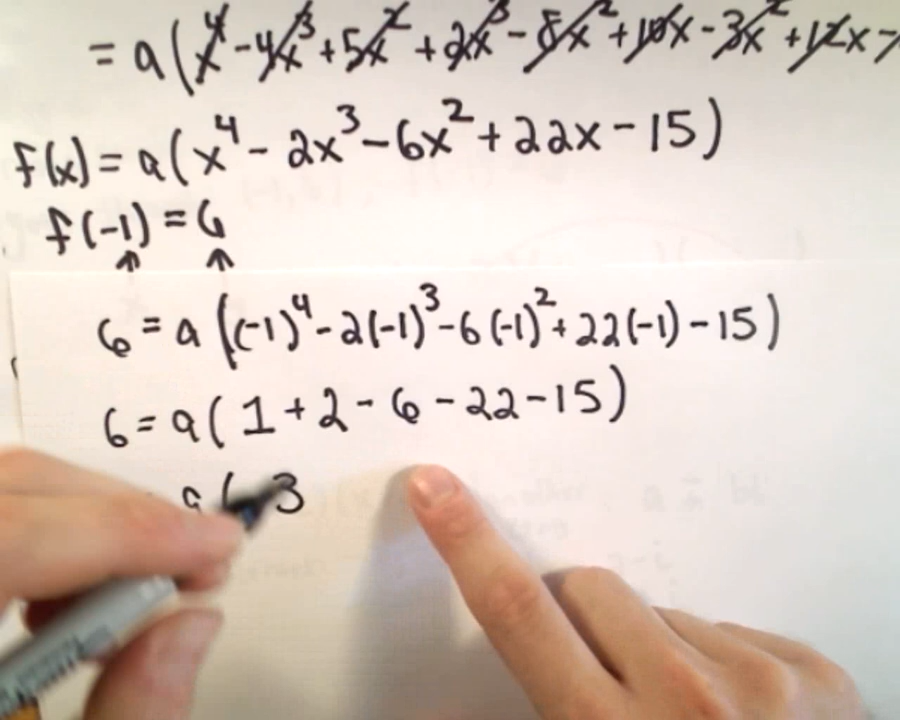 = a(x⁴ - 4x³ + 5x² + 2x³ - 8x² + 10x - 3x² + 12x -
f(x) = a(x⁴ - 2x³ - 6x² + 22x - 15)
f(-1) = 6
6 = a((-1)⁴ - 2(-1)³ - 6(-1)² + 22(-1) - 15)
6 = a(1 + 2 - 6 - 22 - 15)
a( 3